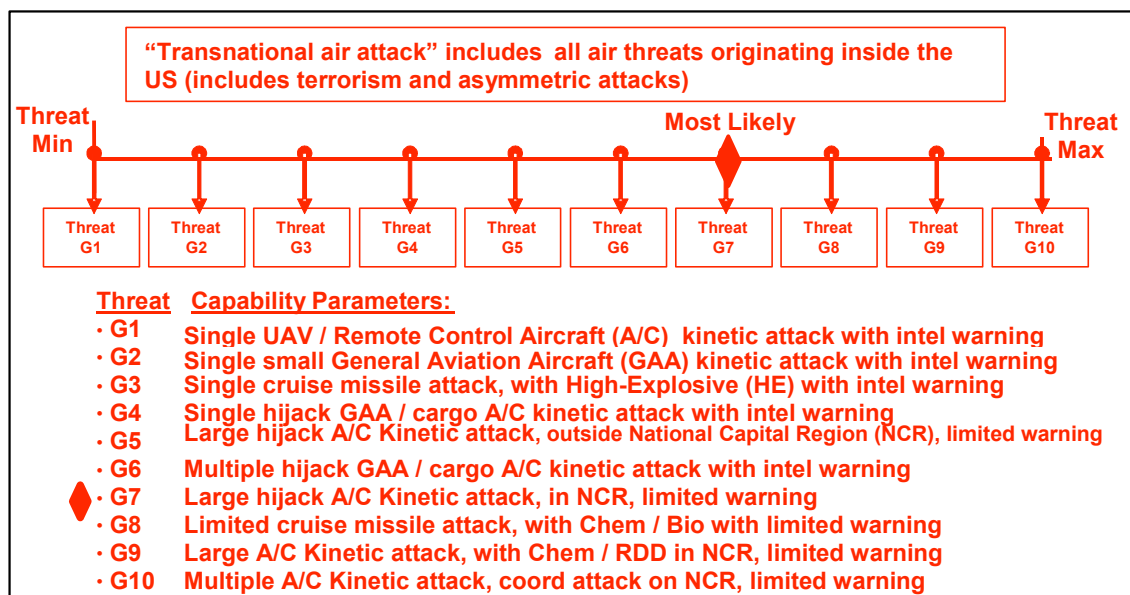 “Transnational air attack” includes all air threats originating inside the
US (includes terrorism and asymmetric attacks)
Threat
Min
Most Likely
Threat
Max
Threat
G1
Threat
G2
Threat
G3
Threat
G4
Threat
G5
Threat
G6
Threat
G7
Threat
G8
Threat
G9
Threat
G10
Threat Capability Parameters:
· G1 Single UAV / Remote Control Aircraft (A/C) kinetic attack with intel warning
· G2 Single small General Aviation Aircraft (GAA) kinetic attack with intel warning
· G3 Single cruise missile attack, with High-Explosive (HE) with intel warning
· G4 Single hijack GAA / cargo A/C kinetic attack with intel warning
· G5 Large hijack A/C Kinetic attack, outside National Capital Region (NCR), limited warning
· G6 Multiple hijack GAA / cargo A/C kinetic attack with intel warning
· G7 Large hijack A/C Kinetic attack, in NCR, limited warning
· G8 Limited cruise missile attack, with Chem / Bio with limited warning
· G9 Large A/C Kinetic attack, with Chem / RDD in NCR, limited warning
· G10 Multiple A/C Kinetic attack, coord attack on NCR, limited warning